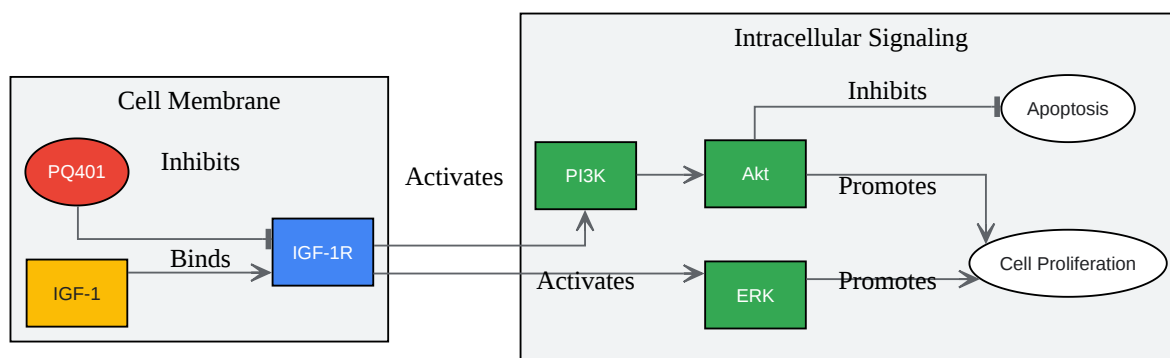 Intracellular Signaling
Cell Membrane
Inhibits
Apoptosis
PQ401
Inhibits
Activates
PI3K
Akt
Promotes
IGF-1R
Binds
IGF-1
Activates
ERK
Promotes
Cell Proliferation